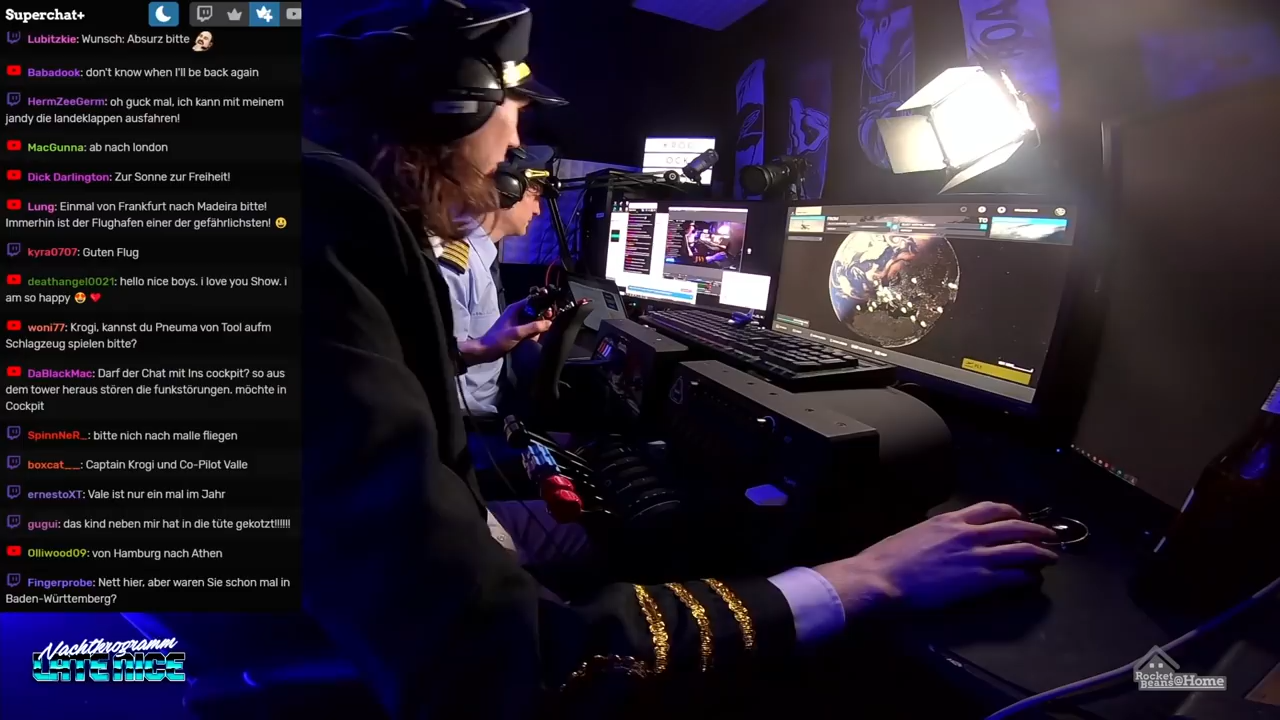 Superchat+
Lubitzkie: Wunsch: Absurz bitte
Babadook: don't know when I'll be back again
HermZeeGerm: oh guck mal, ich kann mit meinem
jandy die landeklappen ausfahren!
MacGunna: ab nach london
Dick Darlington: Zur Sonne zur Freiheit!
Lung: Einmal von Frankfurt nach Madeira bitte!
Immerhin ist der Flughafen einer der gefährlichsten! 🙂
kyra0707: Guten Flug
deathangel0021: hello nice boys. i love you Show. i
am so happy 😍 ❤️
woni77: Krogi, kannst du Pneuma von Tool aufm
Schlagzeug spielen bitte?
DaBlackMac: Darf der Chat mit Ins cockpit? so aus
dem tower heraus stören die funkstörungen. möchte in
Cockpit
SpinnNeR_: bitte nich nach malle fliegen
boxcat__: Captain Krogi und Co-Pilot Valle
ernestoXT: Vale ist nur ein mal im Jahr
gugui: das kind neben mir hat in die tüte gekotzt!!!!!!
Olliwood09: von Hamburg nach Athen
Fingerprobe: Nett hier, aber waren Sie schon mal in
Baden-Württemberg?
Nachtprogramm
LATE NICE
Rocket
Beans@Home